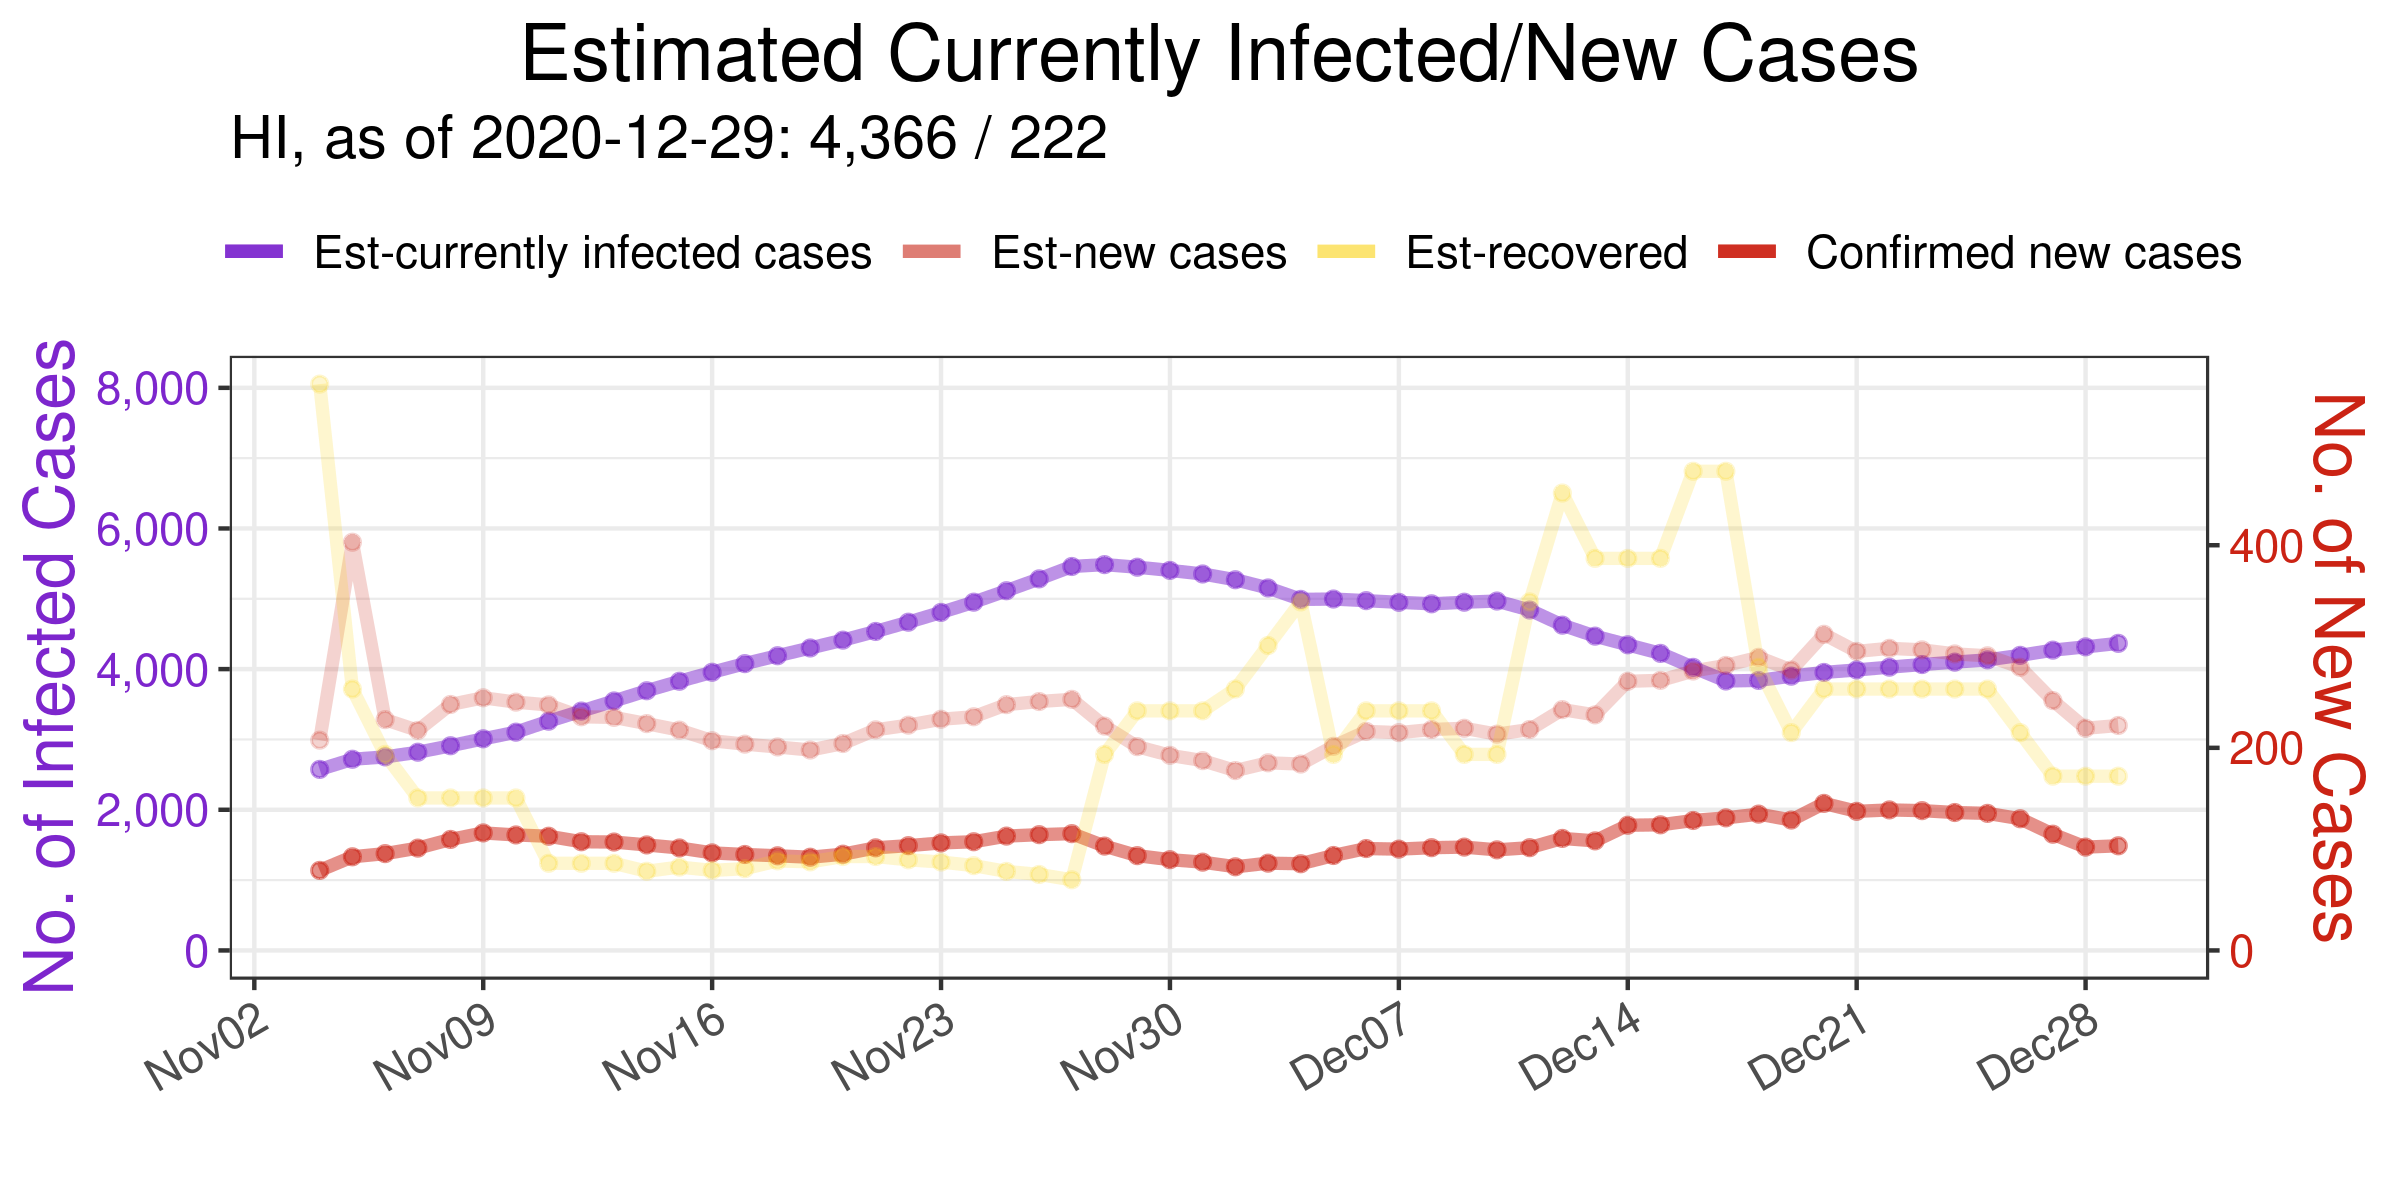 Estimated Currently Infected/New Cases
HI, as of 2020-12-29: 4,366 / 222
Est-currently infected cases Est-new cases Est-recovered Confirmed new cases
No. of Infected Cases
8,000
6,000
4,000
2,000
0
400
200
0
No. of New Cases
Nov02 Nov09 Nov16 Nov23 Nov30 Dec07 Dec14 Dec21 Dec28